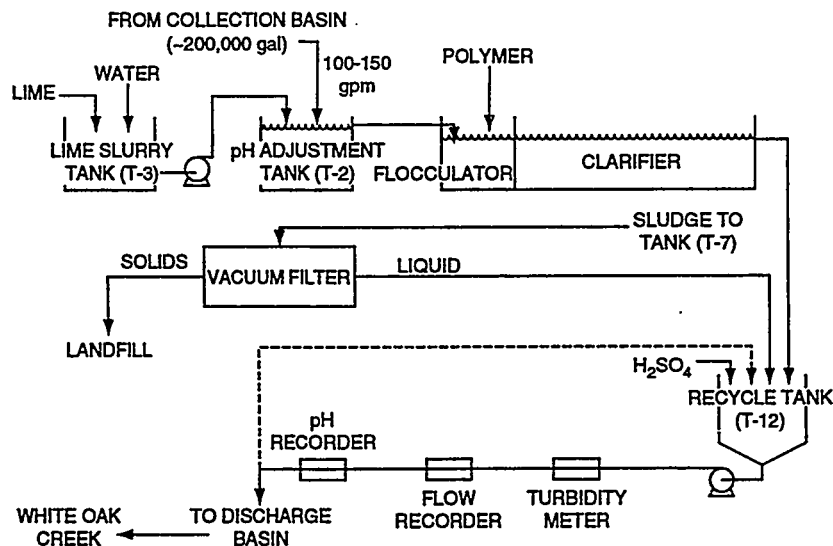 FROM COLLECTION BASIN
(~200,000 gal)
100-150
gpm
POLYMER
WATER
LIME
LIME SLURRY
TANK (T-3)
pH ADJUSTMENT
TANK (T-2)
FLOCCULATOR
CLARIFIER
SLUDGE TO
TANK (T-7)
SOLIDS
VACUUM FILTER
LIQUID
LANDFILL
H₂SO₄
RECYCLE TANK
(T-12)
pH
RECORDER
FLOW
RECORDER
TURBIDITY
METER
WHITE OAK
CREEK
TO DISCHARGE
BASIN